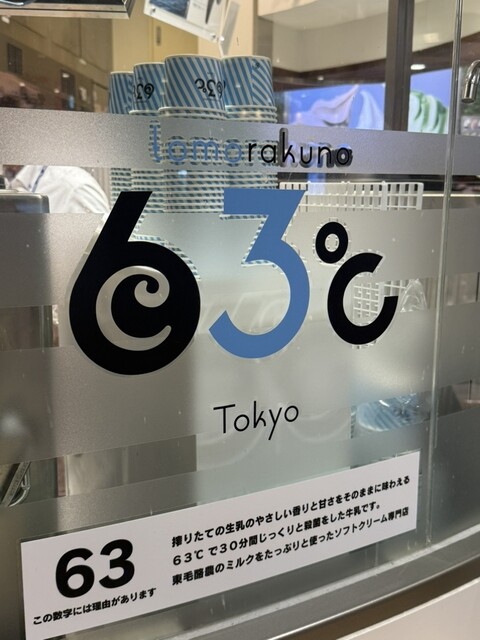 63℃
tomorakuno
63℃
Tokyo
搾りたての生乳のやさしい香りと甘さをそのままに味わえる
63℃で30分間じっくりと殺菌をした牛乳です。
東毛酪農のミルクをたっぷりと使ったソフトクリーム専門店
63
この数字には理由があります